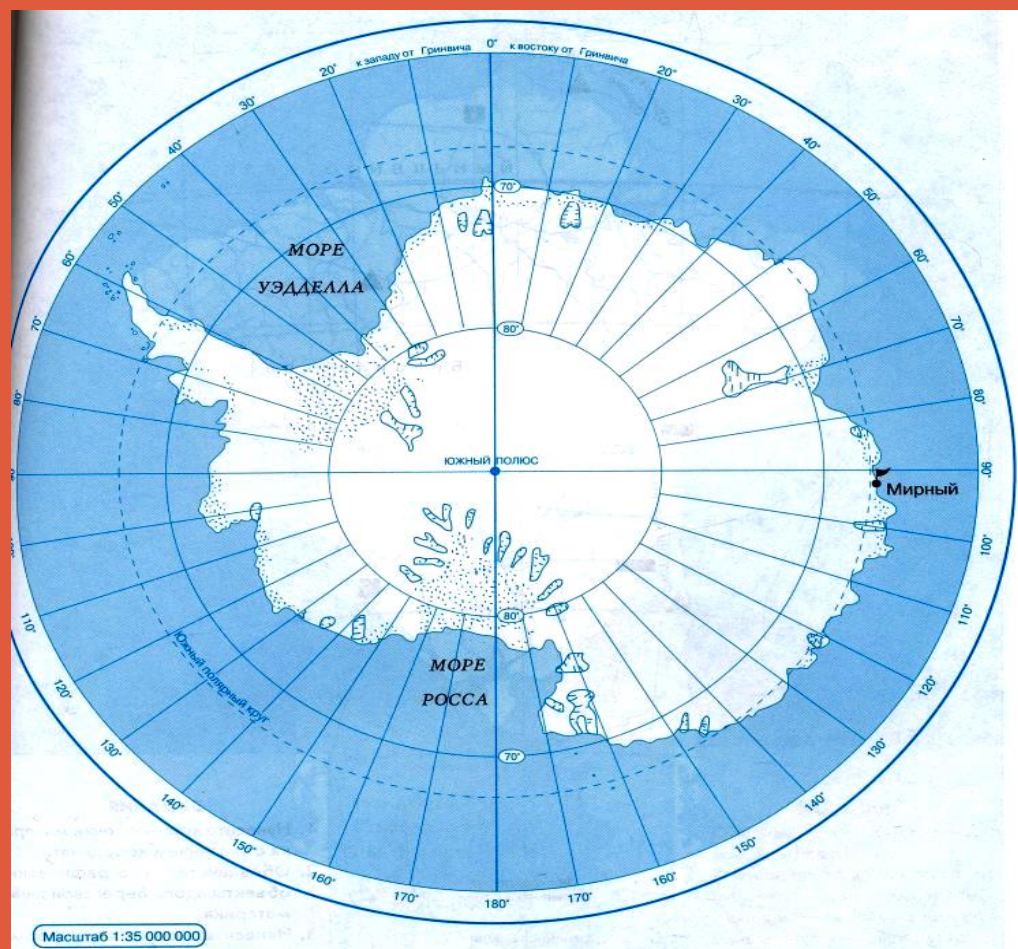 к западу от Гринвича 0° к востоку от Гринвича
20° 20°
30° 30°
40° 40°
50° 50°
70°
60° 60°
МОРЕ
УЭДДЕЛЛА
70° 70°
80°
80° 80°
ЮЖНЫЙ ПОЛЮС
90°
Мирный
100°
110° 110°
80°
Южный полярный круг
МОРЕ
РОССА
120° 120°
130° 130°
70°
140° 140°
150° 150°
160° 160°
170° 180° 170°
Масштаб 1:35 000 000